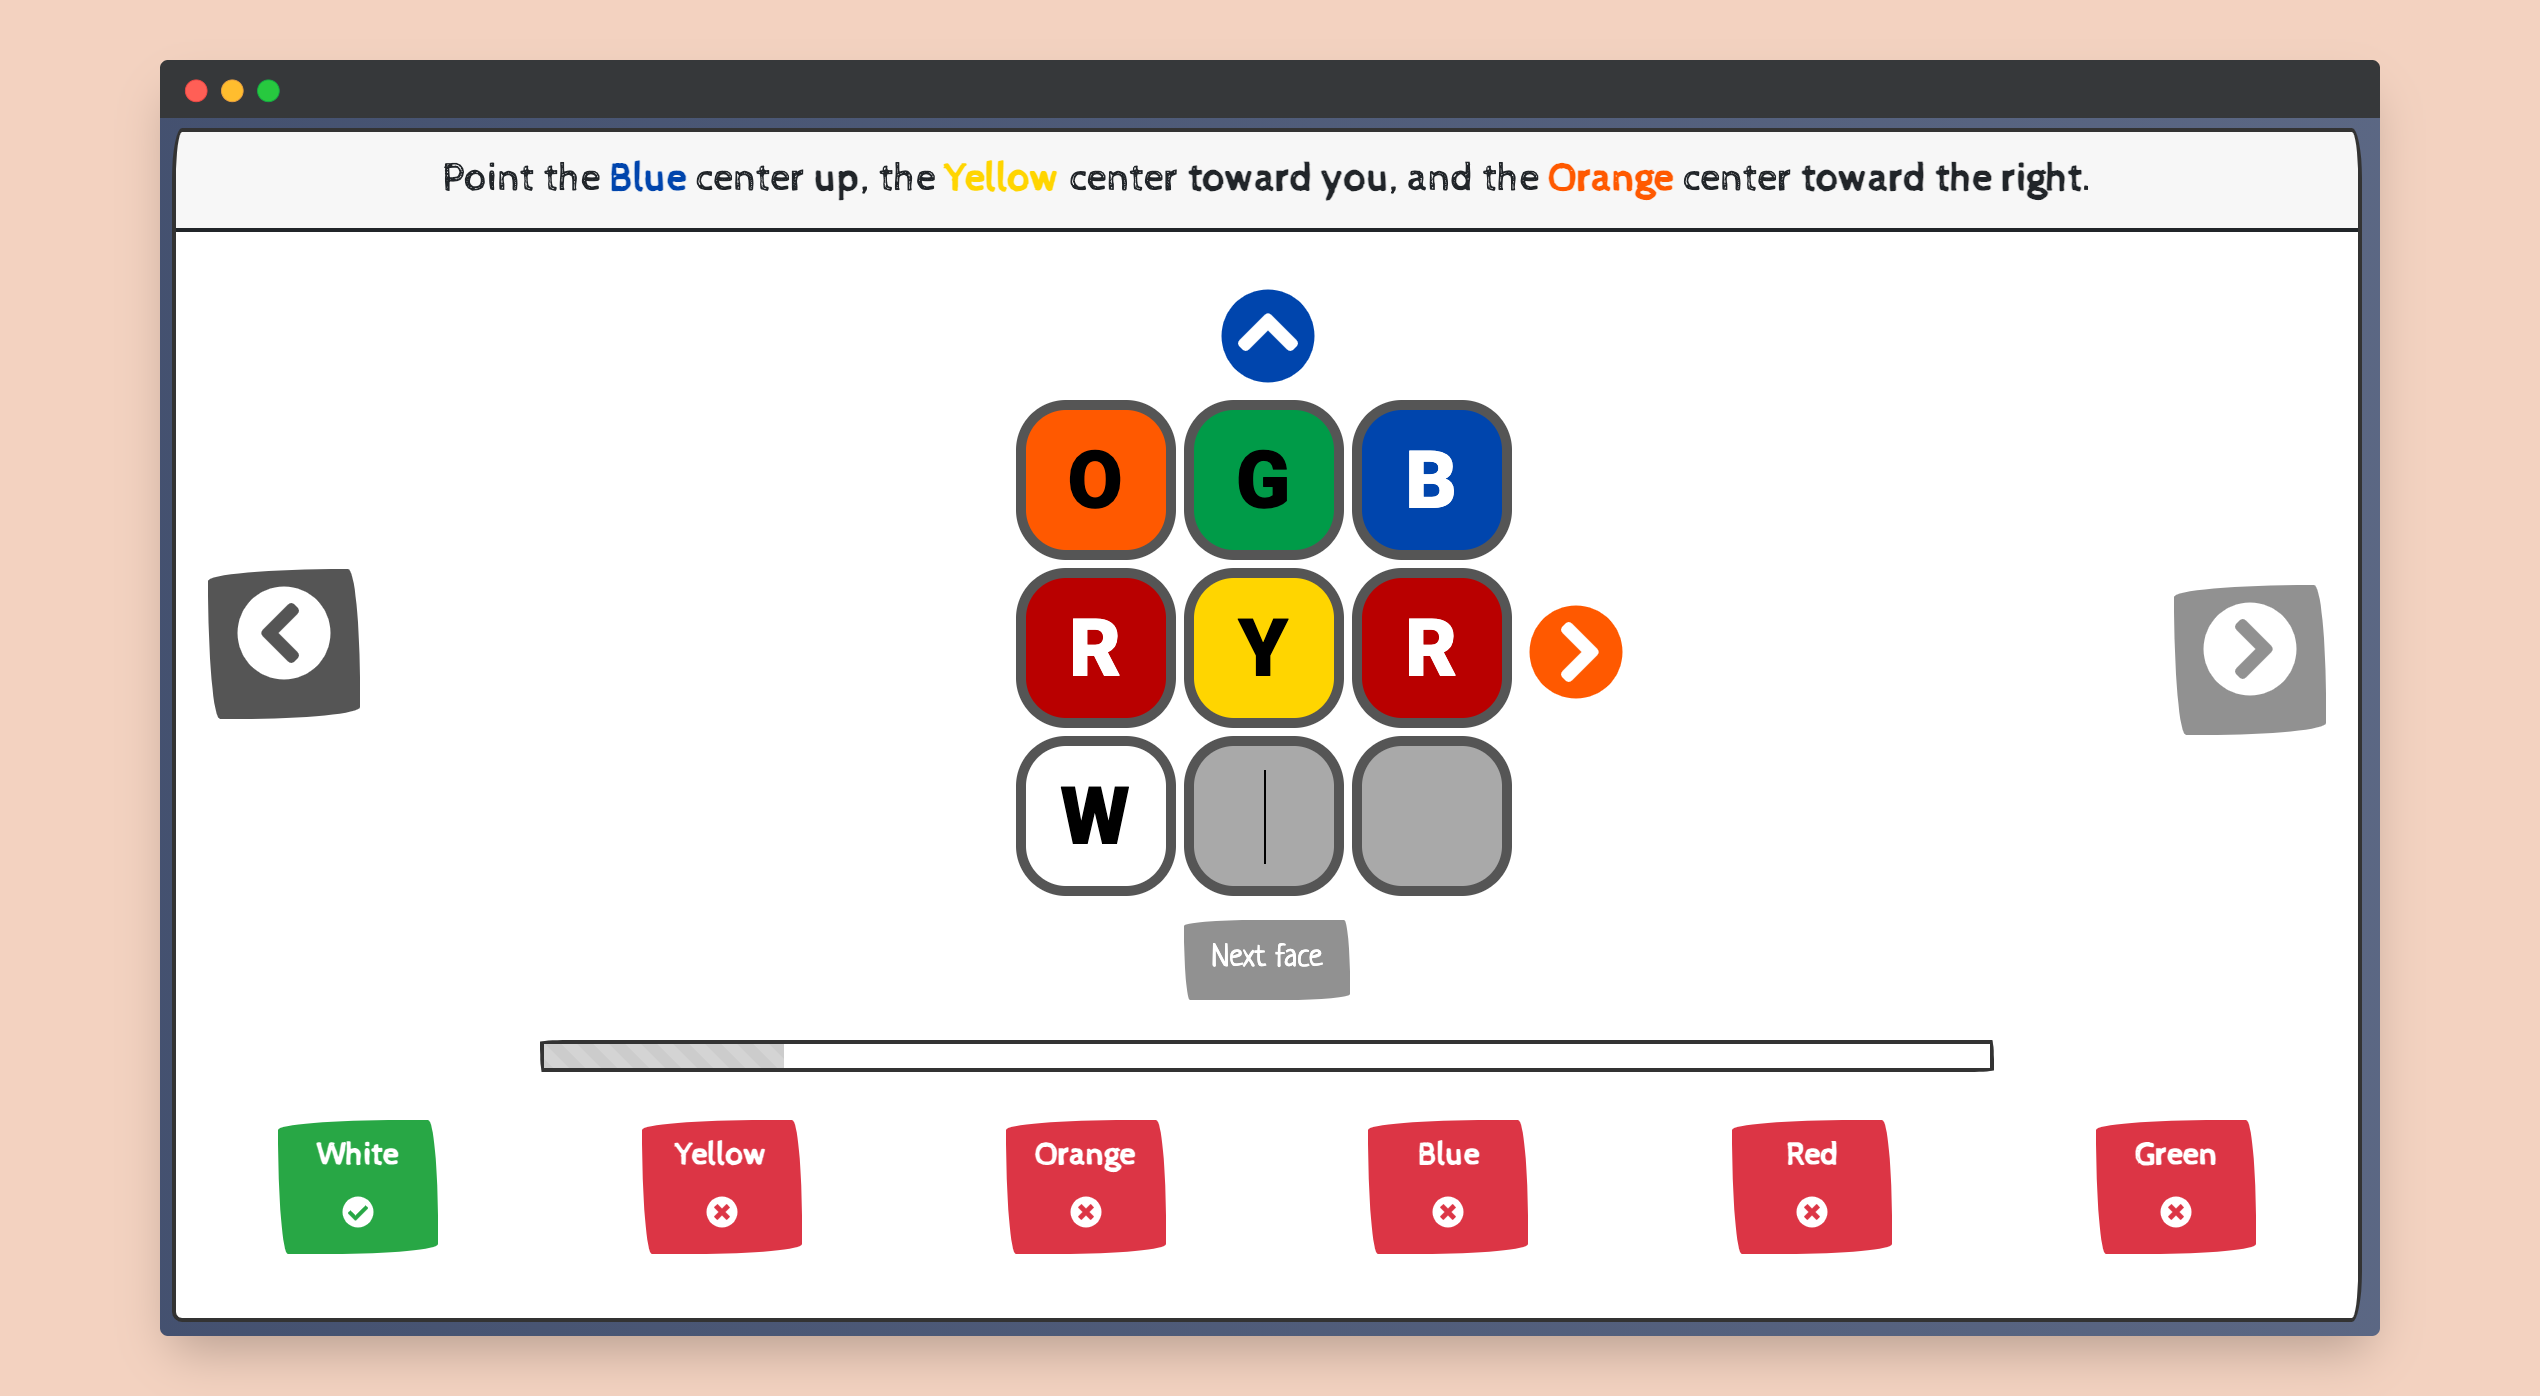 Point the Blue center up, the Yellow center toward you, and the Orange center toward the right.
O G B
R Y R
W
Next face
White Yellow Orange Blue Red Green